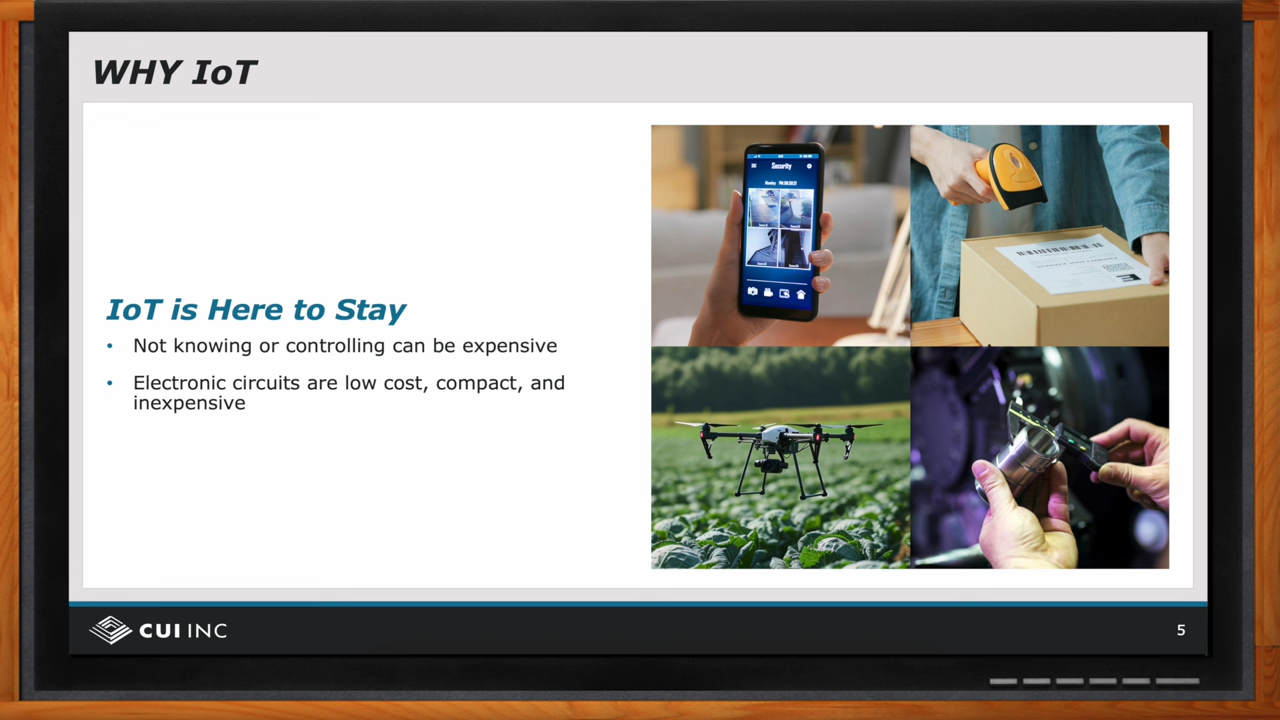 WHY IoT
IoT is Here to Stay
• Not knowing or controlling can be expensive
• Electronic circuits are low cost, compact, and
inexpensive
Security
CUI INC
5